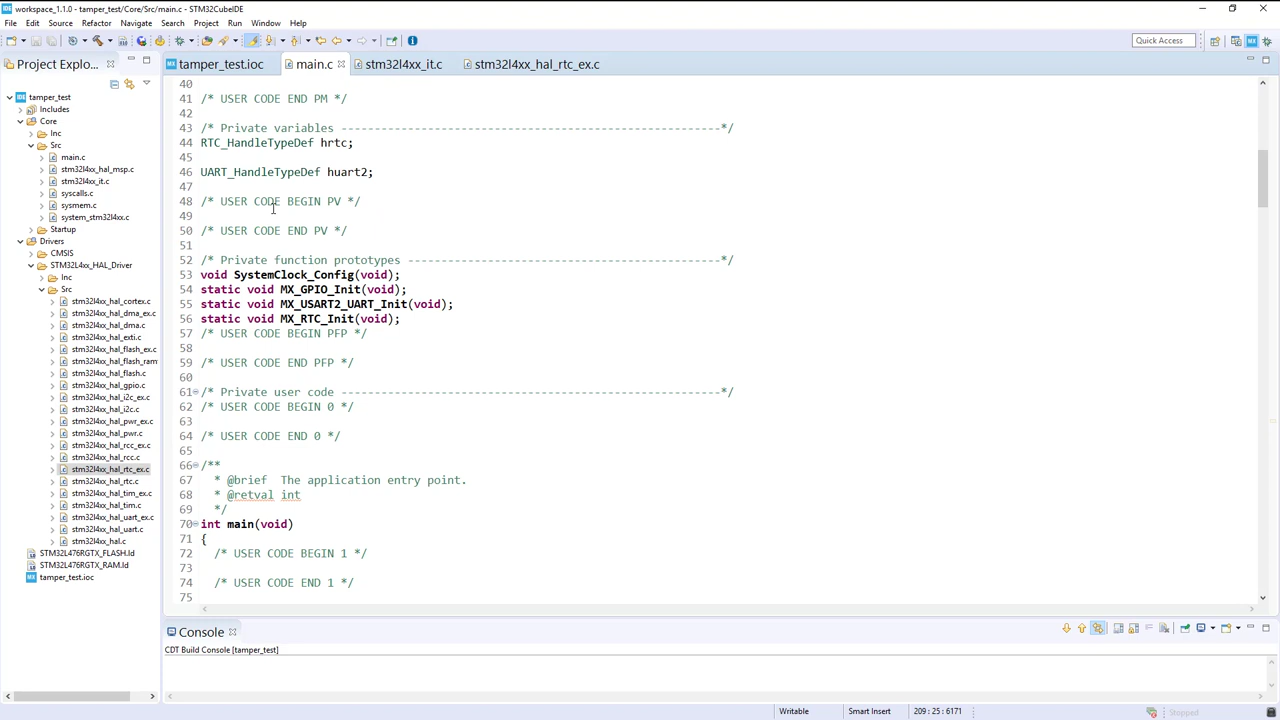 workspace_1.1.0 - tamper_test/Core/Src/main.c - STM32CubeIDE
File Edit Source Refactor Navigate Search Project Run Window Help
Quick Access
Project Explo...
tamper_test.ioc
main.c
stm32l4xx_it.c
stm32l4xx_hal_rtc_ex.c
tamper_test
Includes
Core
Inc
Src
main.c
stm32l4xx_hal_msp.c
stm32l4xx_it.c
syscalls.c
sysmem.c
system_stm32l4xx.c
Startup
Drivers
CMSIS
STM32L4xx_HAL_Driver
Inc
Src
stm32l4xx_hal_cortex.c
stm32l4xx_hal_dma_ex.c
stm32l4xx_hal_dma.c
stm32l4xx_hal_exti.c
stm32l4xx_hal_flash_ex.c
stm32l4xx_hal_flash_ram
stm32l4xx_hal_flash.c
stm32l4xx_hal_gpio.c
stm32l4xx_hal_i2c_ex.c
stm32l4xx_hal_i2c.c
stm32l4xx_hal_pwr_ex.c
stm32l4xx_hal_pwr.c
stm32l4xx_hal_rcc_ex.c
stm32l4xx_hal_rcc.c
stm32l4xx_hal_rtc_ex.c
stm32l4xx_hal_rtc.c
stm32l4xx_hal_tim_ex.c
stm32l4xx_hal_tim.c
stm32l4xx_hal_uart_ex.c
stm32l4xx_hal_uart.c
stm32l4xx_hal.c
STM32L476RGTX_FLASH.ld
STM32L476RGTX_RAM.ld
tamper_test.ioc
40
41 /* USER CODE END PM */
42
43 /* Private variables ---------------------------------------------------------*/
44 RTC_HandleTypeDef hrtc;
45
46 UART_HandleTypeDef huart2;
47
48 /* USER CODE BEGIN PV */
49
50 /* USER CODE END PV */
51
52 /* Private function prototypes -----------------------------------------------*/
53 void SystemClock_Config(void);
54 static void MX_GPIO_Init(void);
55 static void MX_USART2_UART_Init(void);
56 static void MX_RTC_Init(void);
57 /* USER CODE BEGIN PFP */
58
59 /* USER CODE END PFP */
60
61 /* Private user code ---------------------------------------------------------*/
62 /* USER CODE BEGIN 0 */
63
64 /* USER CODE END 0 */
65
66 /**
67 * @brief  The application entry point.
68 * @retval int
69 */
70 int main(void)
71 {
72 /* USER CODE BEGIN 1 */
73
74 /* USER CODE END 1 */
75
Console
CDT Build Console [tamper_test]
Writable
Smart Insert
209 : 25 : 6171
Stopped